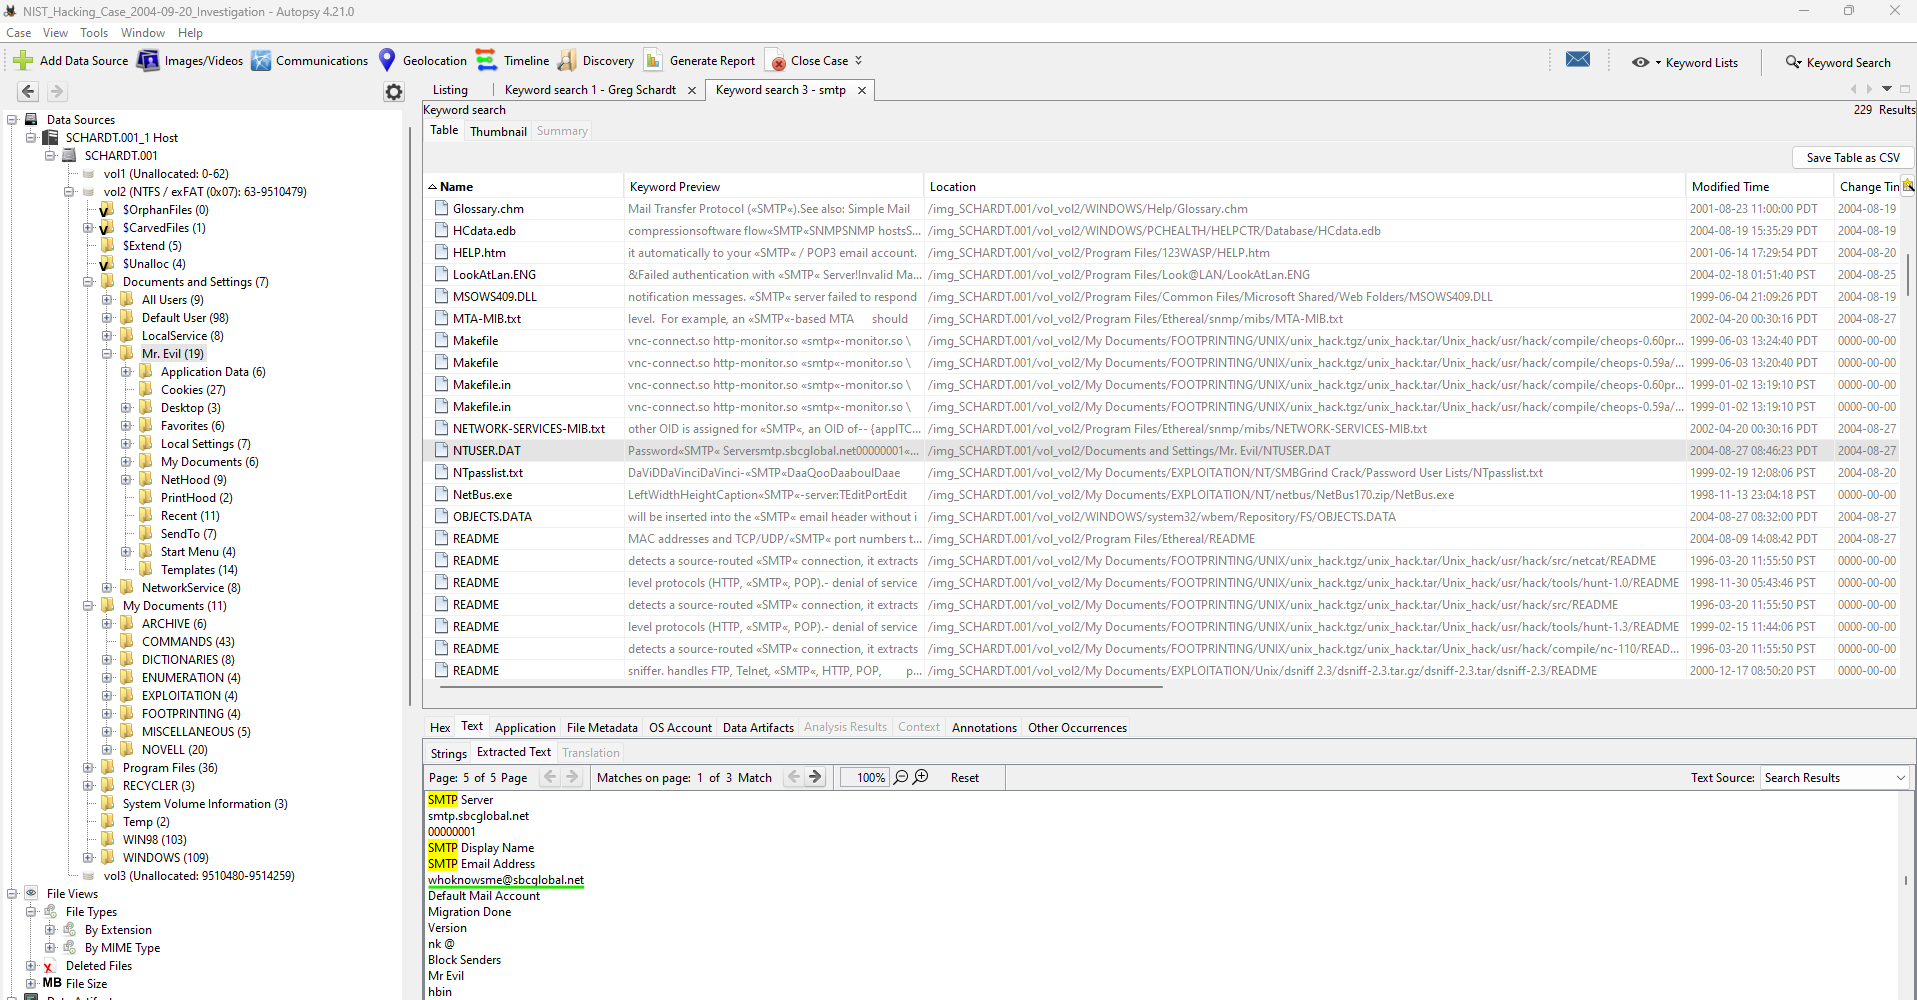 NIST_Hacking_Case_2004-09-20_Investigation - Autopsy 4.21.0
Case View Tools Window Help
Add Data Source Images/Videos Communications Geolocation Timeline Discovery Generate Report Close Case Keyword Lists Keyword Search
Listing Keyword search 1 - Greg Schardt Keyword search 3 - smtp
Keyword search 229 Results
Table Thumbnail Summary
Save Table as CSV
Data Sources
SCHARDT.001_1 Host
SCHARDT.001
vol1 (Unallocated: 0-62)
vol2 (NTFS / exFAT (0x07): 63-9510479)
$OrphanFiles (0)
$CarvedFiles (1)
$Extend (5)
$Unalloc (4)
Documents and Settings (7)
All Users (9)
Default User (98)
LocalService (8)
Mr. Evil (19)
Application Data (6)
Cookies (27)
Desktop (3)
Favorites (6)
Local Settings (7)
My Documents (6)
NetHood (9)
PrintHood (2)
Recent (11)
SendTo (7)
Start Menu (4)
Templates (14)
NetworkService (8)
My Documents (11)
ARCHIVE (6)
COMMANDS (43)
DICTIONARIES (8)
ENUMERATION (4)
EXPLOITATION (4)
FOOTPRINTING (4)
MISCELLANEOUS (5)
NOVELL (20)
Program Files (36)
RECYCLER (3)
System Volume Information (3)
Temp (2)
WIN98 (103)
WINDOWS (109)
vol3 (Unallocated: 9510480-9514259)
File Views
File Types
By Extension
By MIME Type
Deleted Files
MB File Size
Name Keyword Preview Location Modified Time Change Tin
Glossary.chm Mail Transfer Protocol («SMTP«).See also: Simple Mail /img_SCHARDT.001/vol_vol2/WINDOWS/Help/Glossary.chm 2001-08-23 11:00:00 PDT 2004-08-19
HCdata.edb compressionsoftware flow«SMTP«SNMPSNMP hostsS... /img_SCHARDT.001/vol_vol2/WINDOWS/PCHEALTH/HELPCTR/Database/HCdata.edb 2004-08-19 15:35:29 PDT 2004-08-19
HELP.htm it automatically to your «SMTP« / POP3 email account. /img_SCHARDT.001/vol_vol2/Program Files/123WASP/HELP.htm 2001-06-14 17:29:54 PDT 2004-08-20
LookAtLan.ENG &Failed authentication with «SMTP« Server!Invalid Ma... /img_SCHARDT.001/vol_vol2/Program Files/Look@LAN/LookAtLan.ENG 2004-02-18 01:51:40 PST 2004-08-25
MSOWS409.DLL notification messages. «SMTP« server failed to respond /img_SCHARDT.001/vol_vol2/Program Files/Common Files/Microsoft Shared/Web Folders/MSOWS409.DLL 1999-06-04 21:09:26 PDT 2004-08-19
MTA-MIB.txt level. For example, an «SMTP«-based MTA should /img_SCHARDT.001/vol_vol2/Program Files/Ethereal/snmp/mibs/MTA-MIB.txt 2002-04-20 00:30:16 PDT 2004-08-27
Makefile vnc-connect.so http-monitor.so «smtp«-monitor.so \ /img_SCHARDT.001/vol_vol2/My Documents/FOOTPRINTING/UNIX/unix_hack.tgz/unix_hack.tar/Unix_hack/usr/hack/compile/cheops-0.60pr... 1999-06-03 13:24:40 PDT 0000-00-00
Makefile vnc-connect.so http-monitor.so «smtp«-monitor.so \ /img_SCHARDT.001/vol_vol2/My Documents/FOOTPRINTING/UNIX/unix_hack.tgz/unix_hack.tar/Unix_hack/usr/hack/compile/cheops-0.59a/... 1999-06-03 13:20:40 PDT 0000-00-00
Makefile.in vnc-connect.so http-monitor.so «smtp«-monitor.so \ /img_SCHARDT.001/vol_vol2/My Documents/FOOTPRINTING/UNIX/unix_hack.tgz/unix_hack.tar/Unix_hack/usr/hack/compile/cheops-0.60pr... 1999-01-02 13:19:10 PST 0000-00-00
Makefile.in vnc-connect.so http-monitor.so «smtp«-monitor.so \ /img_SCHARDT.001/vol_vol2/My Documents/FOOTPRINTING/UNIX/unix_hack.tgz/unix_hack.tar/Unix_hack/usr/hack/compile/cheops-0.59a/... 1999-01-02 13:19:10 PST 0000-00-00
NETWORK-SERVICES-MIB.txt other OID is assigned for «SMTP«, an OID of-- {applTC... /img_SCHARDT.001/vol_vol2/Program Files/Ethereal/snmp/mibs/NETWORK-SERVICES-MIB.txt 2002-04-20 00:30:16 PDT 2004-08-27
NTUSER.DAT Password«SMTP« Serversmtp.sbcglobal.net00000001«... /img_SCHARDT.001/vol_vol2/Documents and Settings/Mr. Evil/NTUSER.DAT 2004-08-27 08:46:23 PDT 2004-08-27
NTpasslist.txt DaViDDaVinciDaVinci-«SMTP«DaaQooDaaboulDaae /img_SCHARDT.001/vol_vol2/My Documents/EXPLOITATION/NT/SMBGrind Crack/Password User Lists/NTpasslist.txt 1999-02-19 12:08:06 PST 2004-08-20
NetBus.exe LeftWidthHeightCaption«SMTP«-server:TEditPortEdit /img_SCHARDT.001/vol_vol2/My Documents/EXPLOITATION/NT/netbus/NetBus170.zip/NetBus.exe 1998-11-13 23:04:18 PST 0000-00-00
OBJECTS.DATA will be inserted into the «SMTP« email header without i /img_SCHARDT.001/vol_vol2/WINDOWS/system32/wbem/Repository/FS/OBJECTS.DATA 2004-08-27 08:32:00 PDT 2004-08-27
README MAC addresses and TCP/UDP/«SMTP« port numbers t... /img_SCHARDT.001/vol_vol2/Program Files/Ethereal/README 2004-08-09 14:08:42 PDT 2004-08-27
README detects a source-routed «SMTP« connection, it extracts /img_SCHARDT.001/vol_vol2/My Documents/FOOTPRINTING/UNIX/unix_hack.tgz/unix_hack.tar/Unix_hack/usr/hack/src/netcat/README 1996-03-20 11:55:50 PST 0000-00-00
README level protocols (HTTP, «SMTP«, POP).- denial of service /img_SCHARDT.001/vol_vol2/My Documents/FOOTPRINTING/UNIX/unix_hack.tgz/unix_hack.tar/Unix_hack/usr/hack/tools/hunt-1.0/README 1998-11-30 05:43:46 PST 0000-00-00
README detects a source-routed «SMTP« connection, it extracts /img_SCHARDT.001/vol_vol2/My Documents/FOOTPRINTING/UNIX/unix_hack.tgz/unix_hack.tar/Unix_hack/usr/hack/src/README 1996-03-20 11:55:50 PST 0000-00-00
README level protocols (HTTP, «SMTP«, POP).- denial of service /img_SCHARDT.001/vol_vol2/My Documents/FOOTPRINTING/UNIX/unix_hack.tgz/unix_hack.tar/Unix_hack/usr/hack/tools/hunt-1.3/README 1999-02-15 11:44:06 PST 0000-00-00
README detects a source-routed «SMTP« connection, it extracts /img_SCHARDT.001/vol_vol2/My Documents/FOOTPRINTING/UNIX/unix_hack.tgz/unix_hack.tar/Unix_hack/usr/hack/compile/nc-110/READ... 1996-03-20 11:55:50 PST 0000-00-00
README sniffer. handles FTP, Telnet, «SMTP«, HTTP, POP, p... /img_SCHARDT.001/vol_vol2/My Documents/EXPLOITATION/Unix/dsniff 2.3/dsniff-2.3.tar.gz/dsniff-2.3.tar/dsniff-2.3/README 2000-12-17 08:50:20 PST 0000-00-00
Hex Text Application File Metadata OS Account Data Artifacts Analysis Results Context Annotations Other Occurrences
Strings Extracted Text Translation
Page: 5 of 5 Page Matches on page: 1 of 3 Match 100% Reset Text Source: Search Results
SMTP Server
smtp.sbcglobal.net
00000001
SMTP Display Name
SMTP Email Address
whoknowsme@sbcglobal.net
Default Mail Account
Migration Done
Version
nk @
Block Senders
Mr Evil
hbin